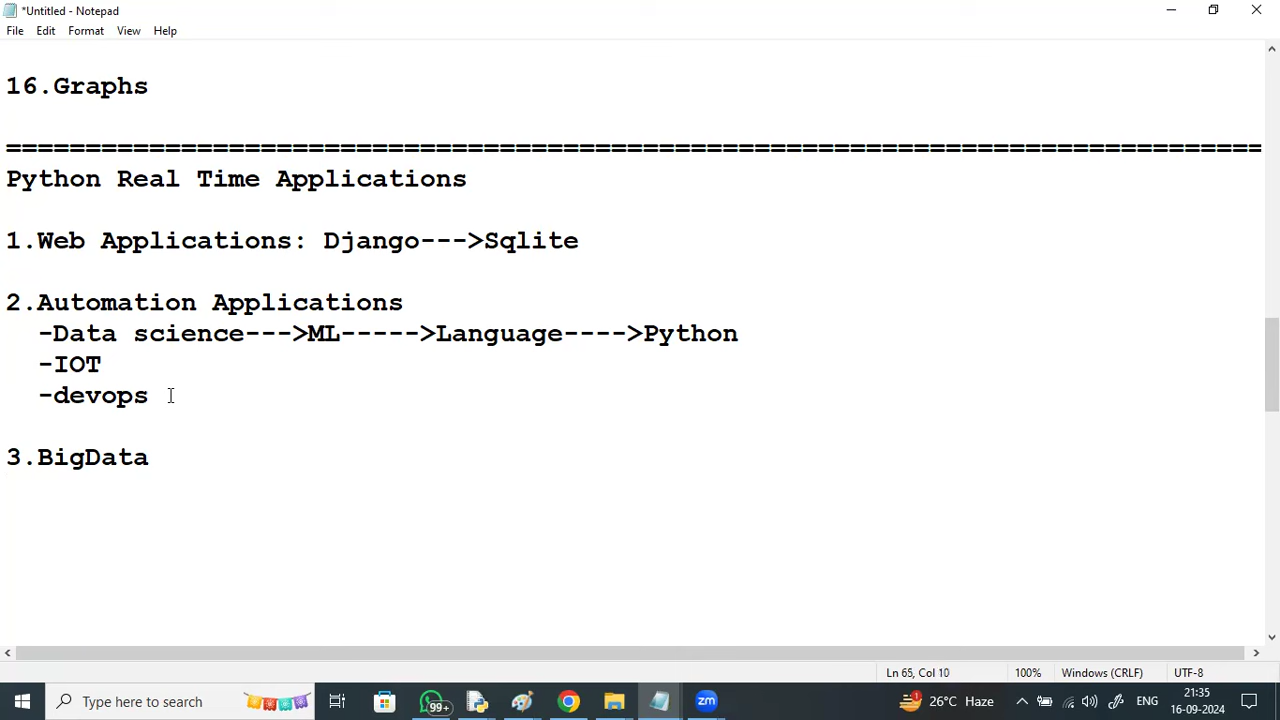 *Untitled - Notepad
File Edit Format View Help
16.Graphs
================================================================================
Python Real Time Applications
1.Web Applications: Django--->Sqlite
2.Automation Applications
-Data science--->ML----->Language---->Python
-IOT
-devops
3.BigData
Ln 65, Col 10 100% Windows (CRLF) UTF-8
Type here to search 99+ zm 1 26°C Haze ENG 21:35
16-09-2024